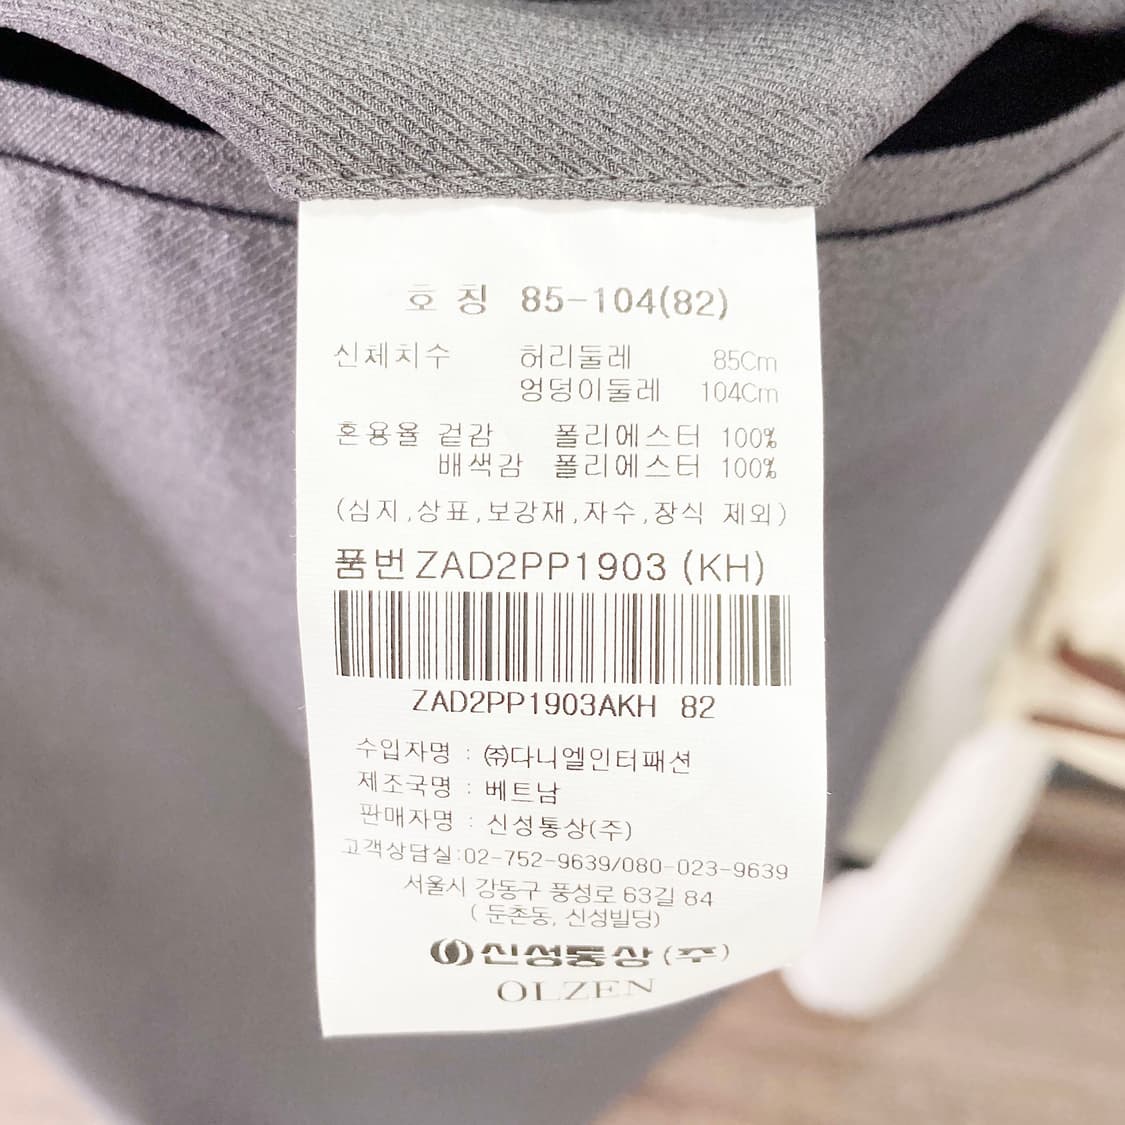 호칭 85-104(82)
신체치수 허리둘레 85Cm
엉덩이둘레 104Cm
혼용율 겉감 폴리에스터 100%
배색감 폴리에스터 100%
(심지,상표,보강재,자수,장식 제외)
품번 ZAD2PP1903 (KH)
ZAD2PP1903AKH 82
수입자명 : ㈜다니엘인터패션
제조국명 : 베트남
판매자명 : 신성통상(주)
고객상담실:02-752-9639/080-023-9639
서울시 강동구 풍성로 63길 84
( 둔촌동, 신성빌딩)
신성통상(주)
OLZEN